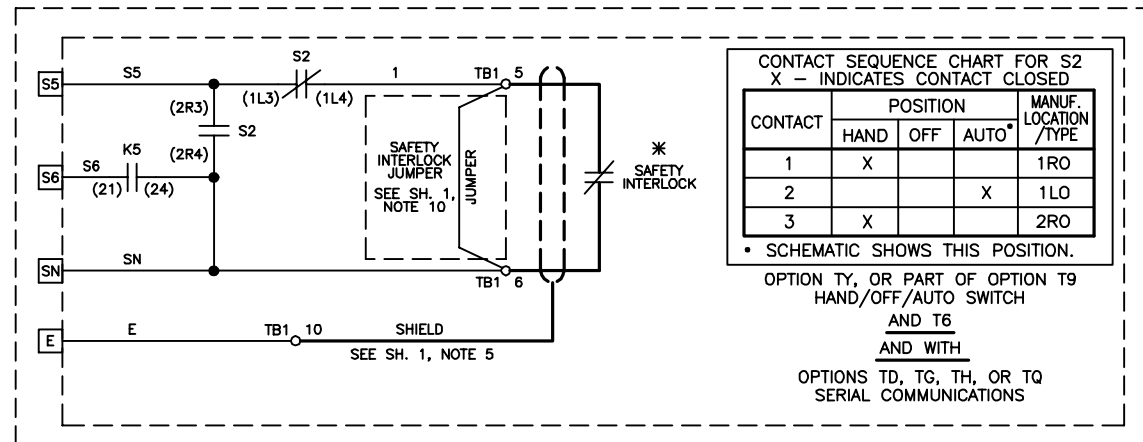 S5
S5
S2
(1L3)
(1L4)
1
TB1
5
(2R3)
S2
(2R4)
S6
S6
K5
(21)
(24)
SAFETY
INTERLOCK
JUMPER
SEE SH. 1,
NOTE 10
JUMPER
*
SAFETY
INTERLOCK
SN
SN
TB1
6
E
E
TB1
10
SHIELD
SEE SH. 1, NOTE 5
CONTACT SEQUENCE CHART FOR S2
X – INDICATES CONTACT CLOSED
CONTACT
POSITION
MANUF.
LOCATION
/TYPE
HAND
OFF
AUTO•
1 X 1RO
2 X 1LO
3 X 2RO
• SCHEMATIC SHOWS THIS POSITION.
OPTION TY, OR PART OF OPTION T9
HAND/OFF/AUTO SWITCH
AND T6
AND WITH
OPTIONS TD, TG, TH, OR TQ
SERIAL COMMUNICATIONS